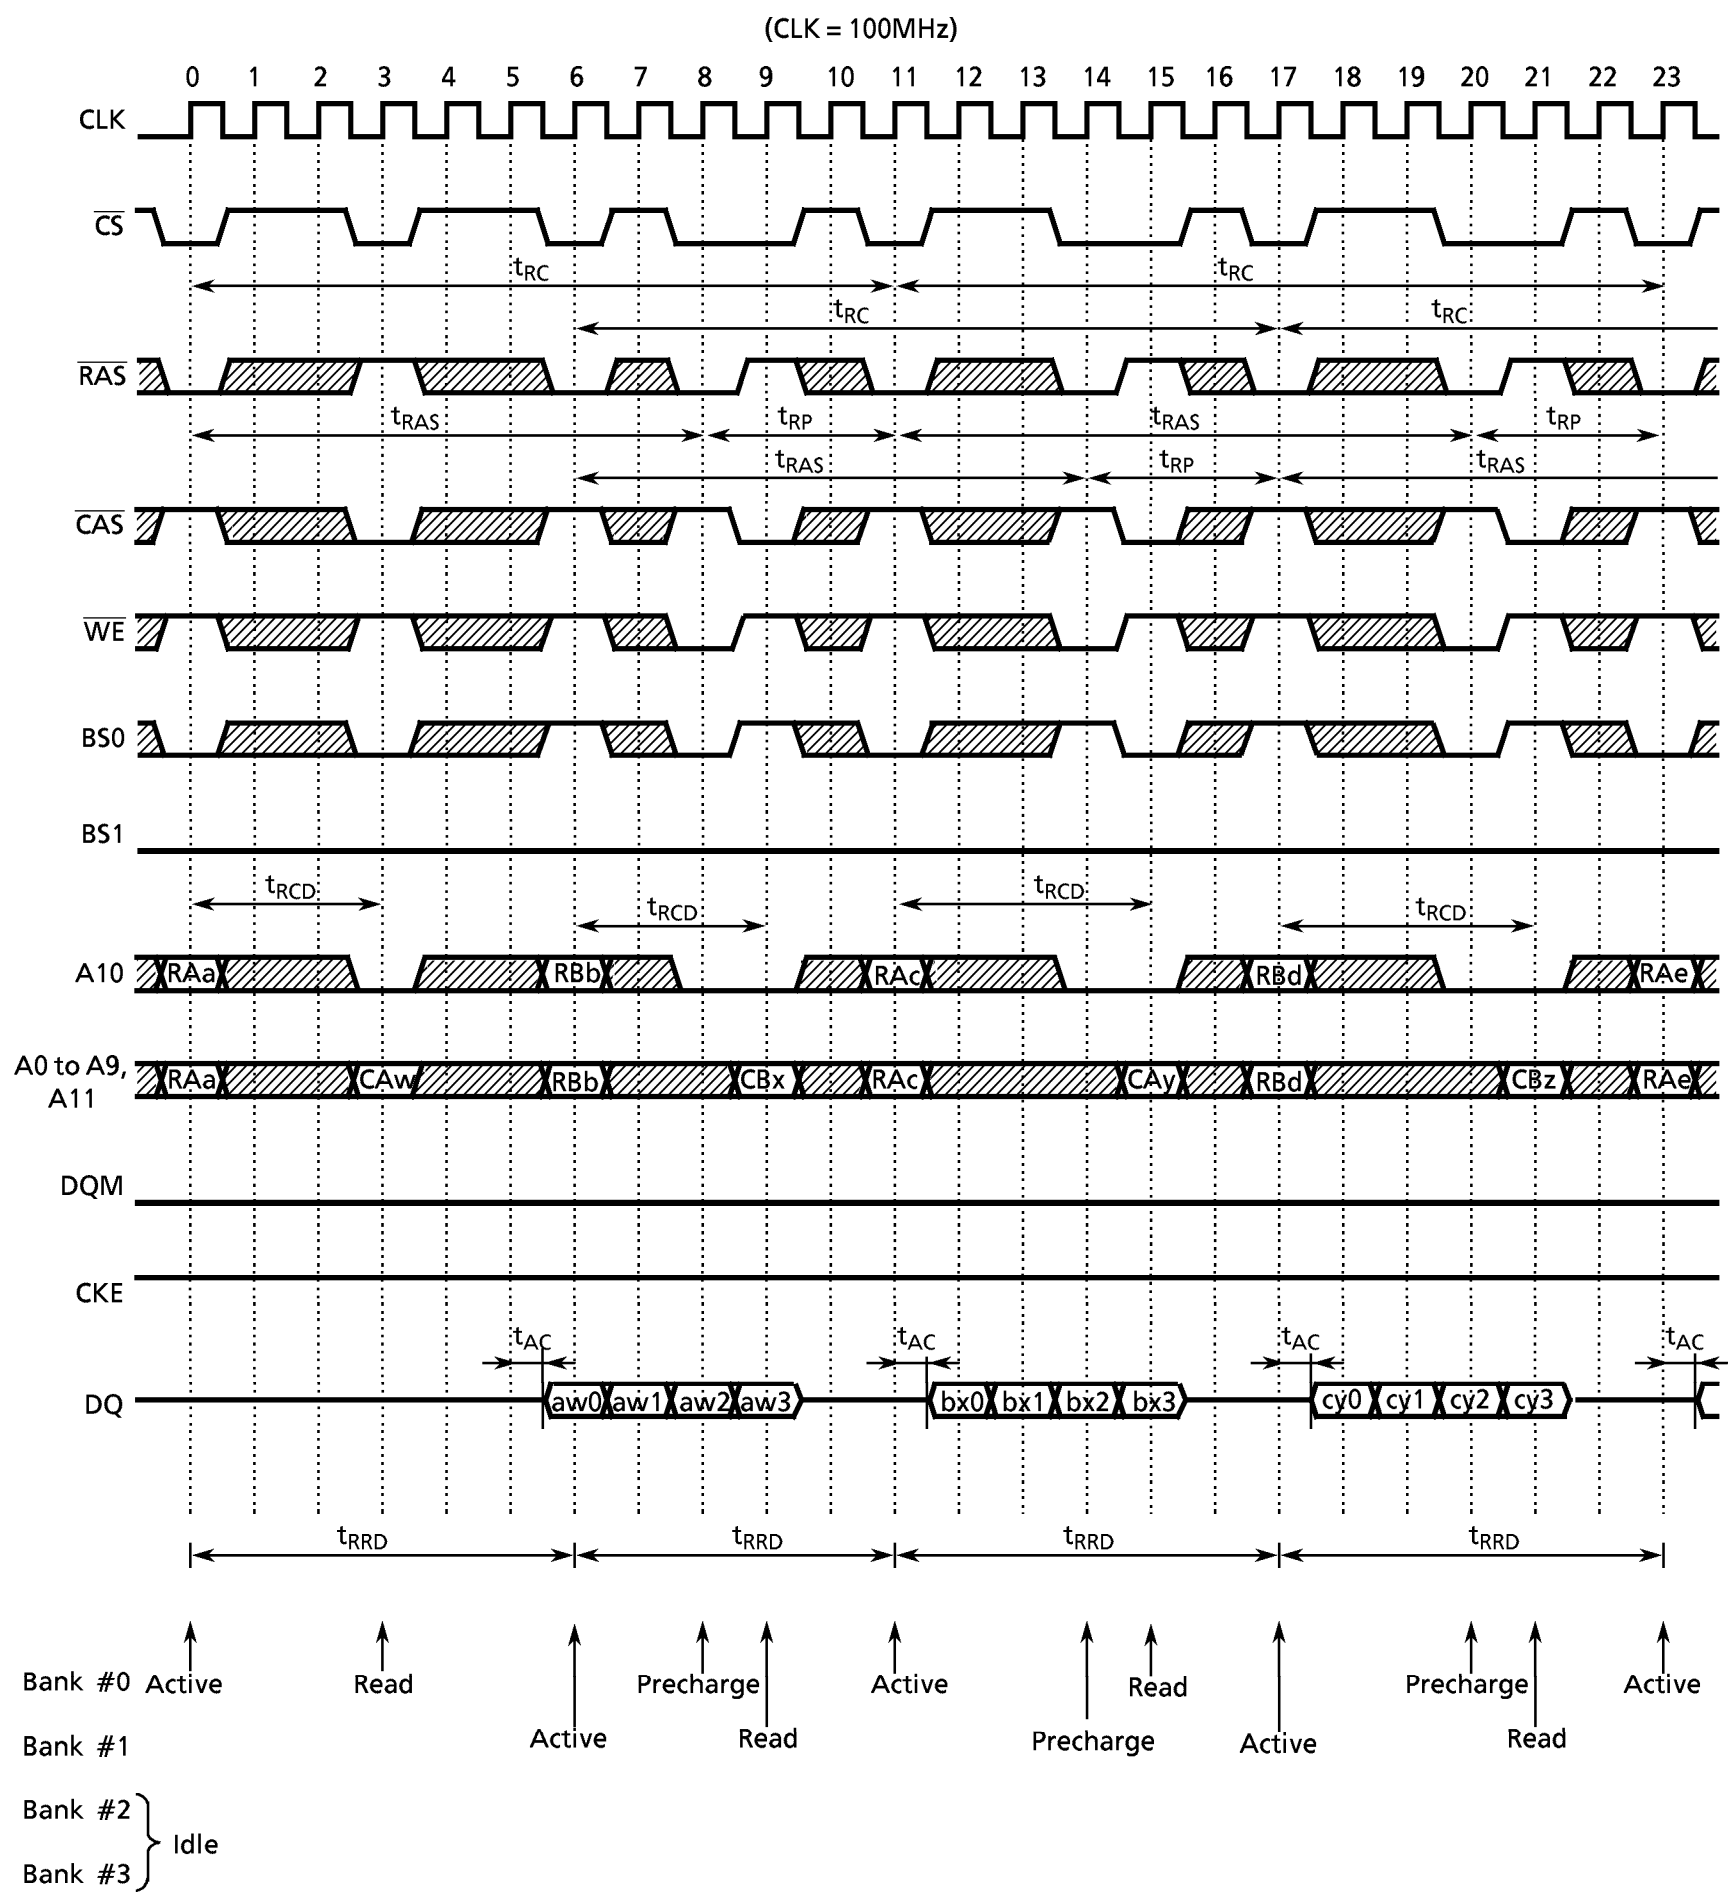 (CLK = 100MHz)
0 1 2 3 4 5 6 7 8 9 10 11 12 13 14 15 16 17 18 19 20 21 22 23
CLK
CS
tRC tRC
tRC tRC
RAS
tRAS tRP tRAS tRP
tRAS tRP tRAS
CAS
WE
BS0
BS1
tRCD tRCD
tRCD tRCD
A10 RAa RBb RAc RBd RAe
A0 to A9,
A11
RAa CAw RBb CBx RAc CAy RBd CBz RAe
DQM
CKE
tAC tAC tAC tAC
DQ aw0 aw1 aw2 aw3 bx0 bx1 bx2 bx3 cy0 cy1 cy2 cy3
tRRD tRRD tRRD tRRD
Bank #0 Active Read Precharge Active Read Precharge Active
Bank #1 Active Read Precharge Active Read
Bank #2
Idle
Bank #3